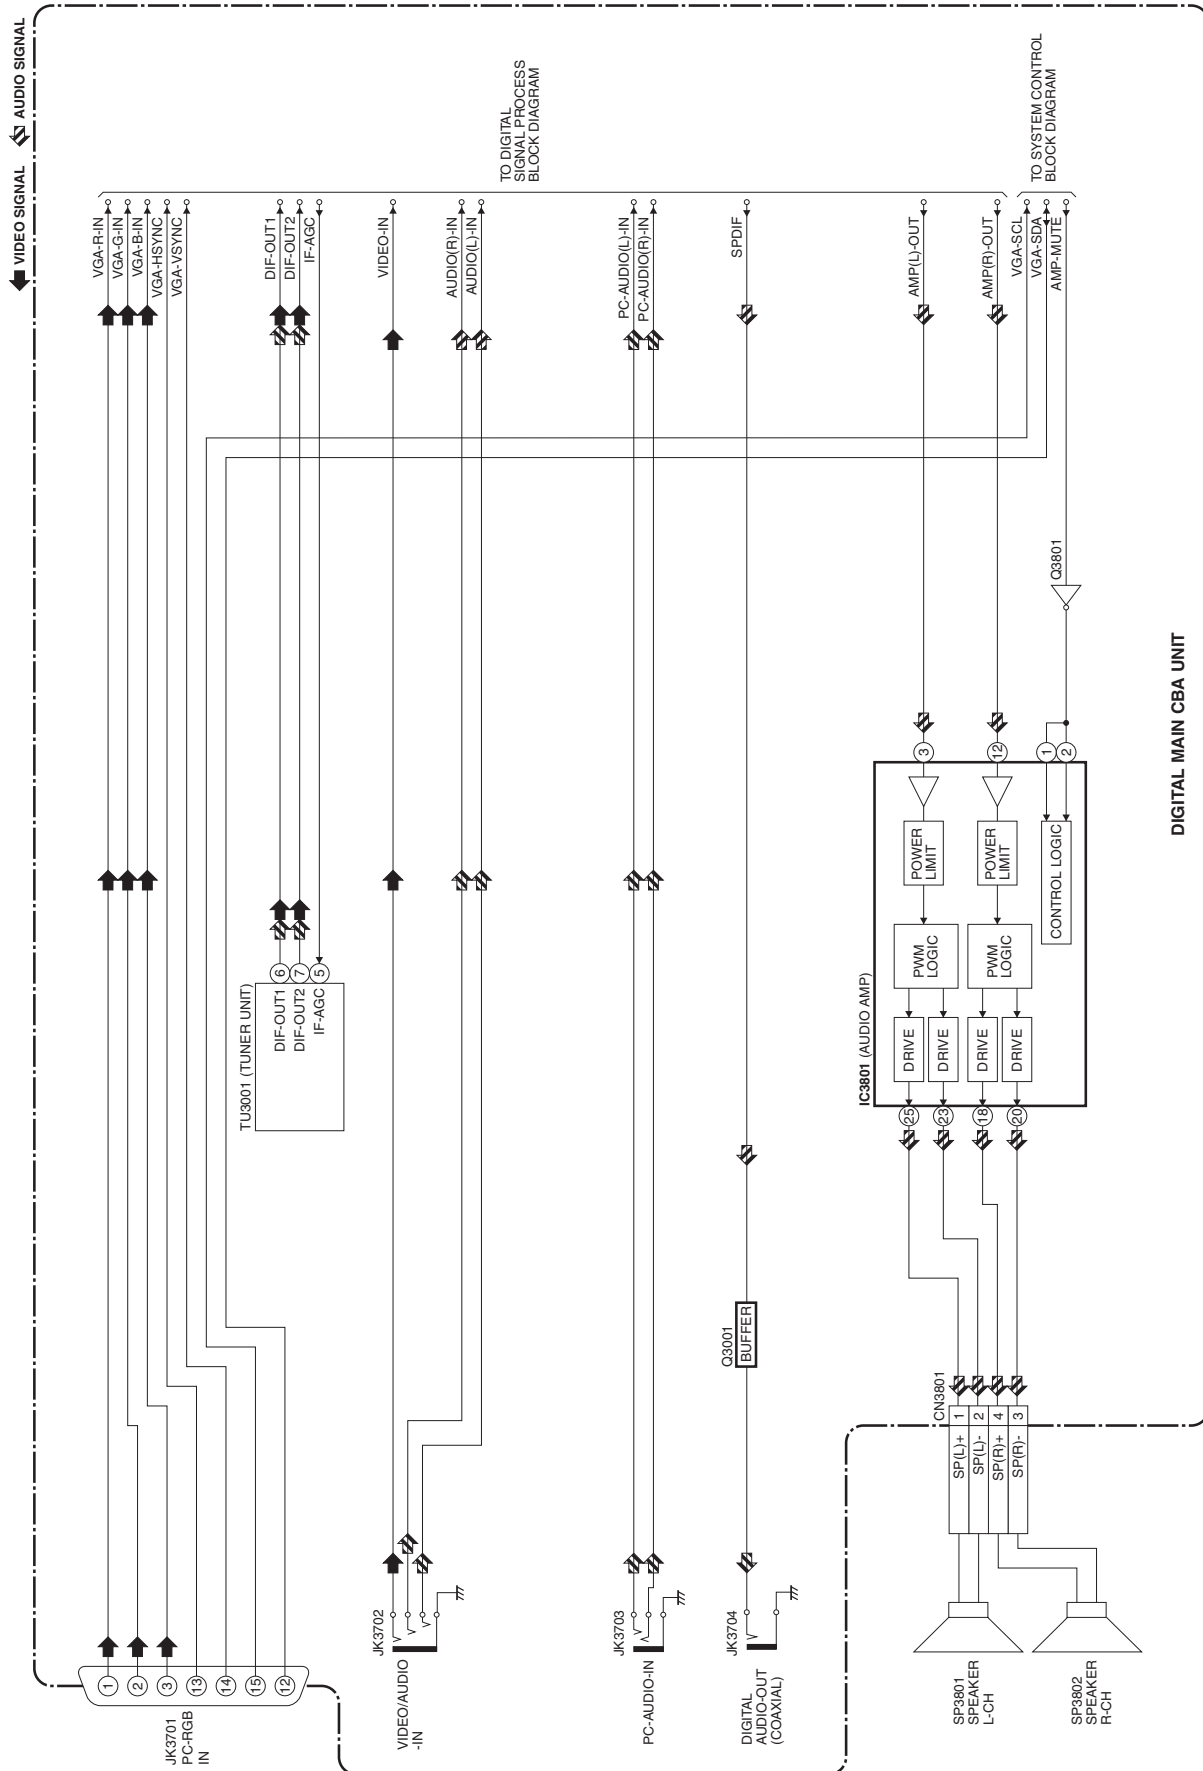 VIDEO SIGNAL
AUDIO SIGNAL
JK3701
PC-RGB
IN
1
2
3
13
14
15
12
VGA-R-IN
VGA-G-IN
VGA-B-IN
VGA-HSYNC
VGA-VSYNC
TU3001 (TUNER UNIT)
DIF-OUT1
6
DIF-OUT2
7
IF-AGC
5
DIF-OUT1
DIF-OUT2
IF-AGC
VIDEO/AUDIO
-IN
JK3702
VIDEO-IN
AUDIO(R)-IN
AUDIO(L)-IN
TO DIGITAL
SIGNAL PROCESS
BLOCK DIAGRAM
PC-AUDIO-IN
JK3703
PC-AUDIO(L)-IN
PC-AUDIO(R)-IN
DIGITAL
AUDIO-OUT
(COAXIAL)
JK3704
Q3001
BUFFER
SPDIF
SP3801
SPEAKER
L-CH
SP3802
SPEAKER
R-CH
CN3801
SP(L)+
1
SP(L)-
2
SP(R)+
4
SP(R)-
3
IC3801 (AUDIO AMP)
25
DRIVE
23
DRIVE
PWM
LOGIC
POWER
LIMIT
3
18
DRIVE
20
DRIVE
PWM
LOGIC
POWER
LIMIT
12
CONTROL LOGIC
1
2
Q3801
AMP(L)-OUT
AMP(R)-OUT
VGA-SCL
VGA-SDA
AMP-MUTE
TO SYSTEM CONTROL
BLOCK DIAGRAM
DIGITAL MAIN CBA UNIT